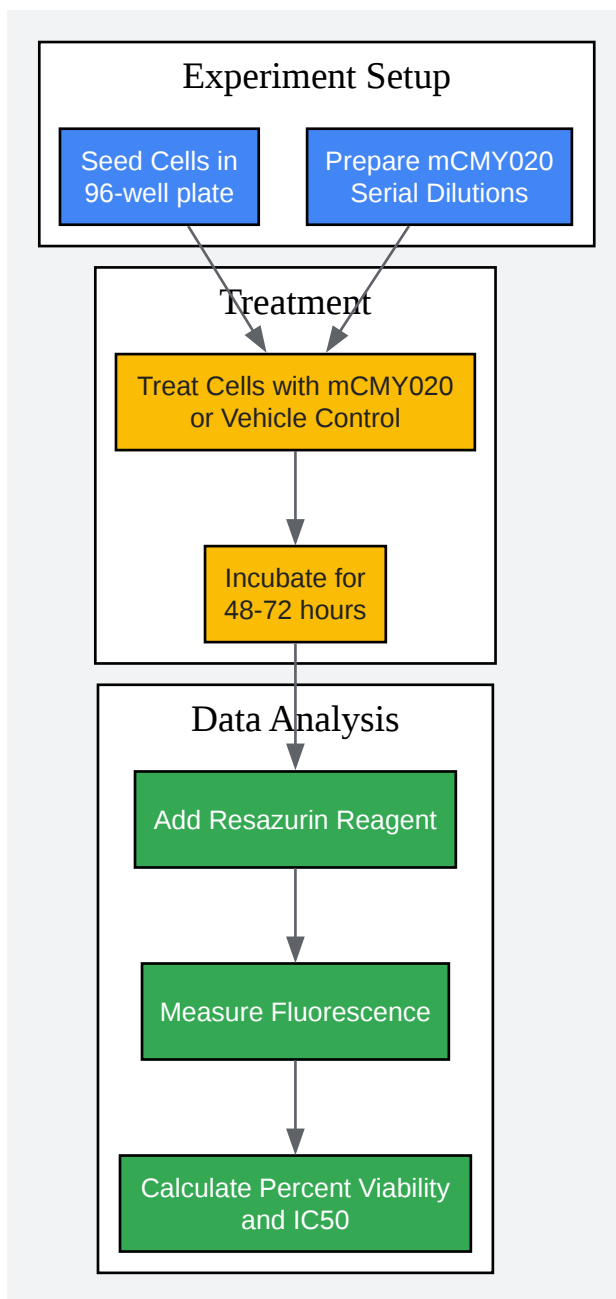 Experiment Setup
Seed Cells in
96-well plate
Prepare mCMY020
Serial Dilutions
Treatment
Treat Cells with mCMY020
or Vehicle Control
Incubate for
48-72 hours
Data Analysis
Add Resazurin Reagent
Measure Fluorescence
Calculate Percent Viability
and IC50